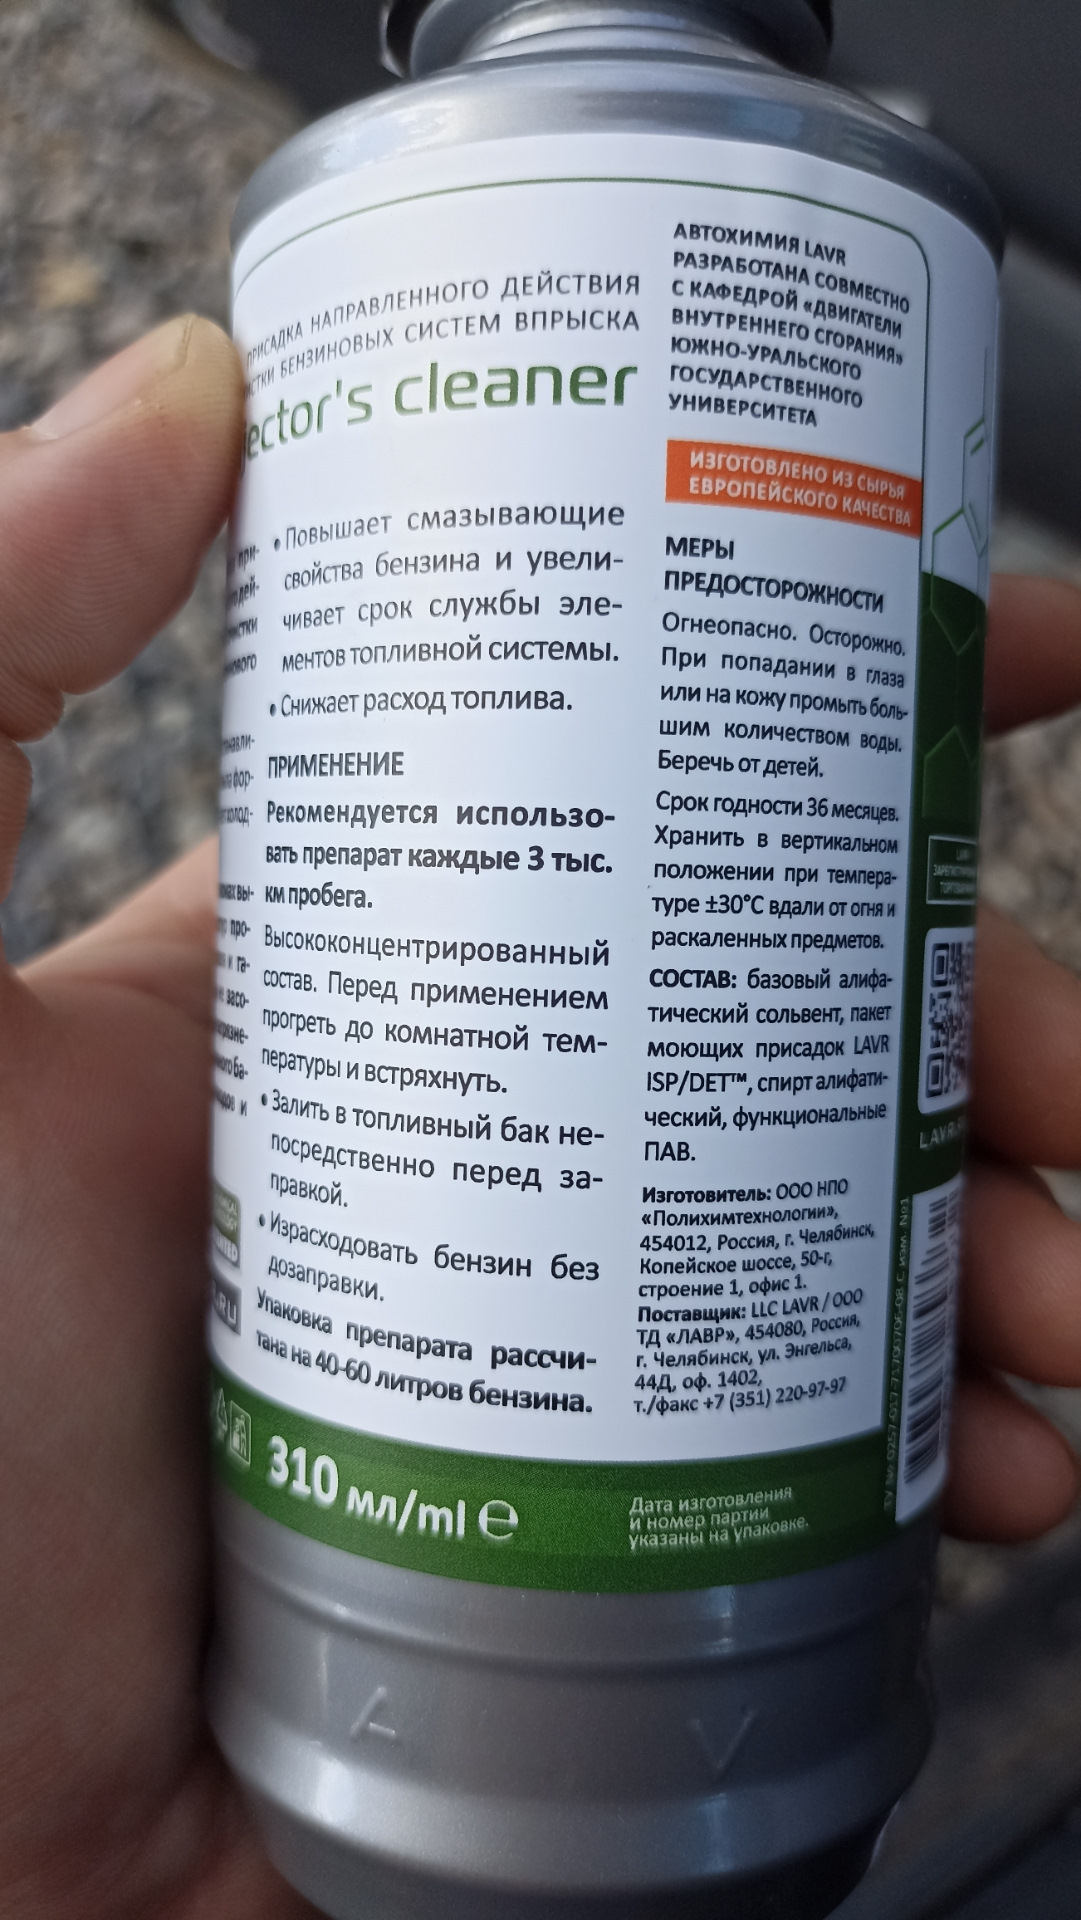 ПРИСАДКА НАПРАВЛЕННОГО ДЕЙСТВИЯ
БЕНЗИНОВЫХ СИСТЕМ ВПРЫСКА
ector's cleaner
• Повышает смазывающие
свойства бензина и увели-
чивает срок службы эле-
ментов топливной системы.
• Снижает расход топлива.
ПРИМЕНЕНИЕ
Рекомендуется использо-
вать препарат каждые 3 тыс.
км пробега.
Высококонцентрированный
состав. Перед применением
прогреть до комнатной тем-
пературы и встряхнуть.
• Залить в топливный бак не-
посредственно перед за-
правкой.
• Израсходовать бензин без
дозаправки.
Упаковка препарата рассчи-
тана на 40-60 литров бензина.
310 мл/ml ℮
АВТОХИМИЯ LAVR
РАЗРАБОТАНА СОВМЕСТНО
С КАФЕДРОЙ «ДВИГАТЕЛИ
ВНУТРЕННЕГО СГОРАНИЯ»
ЮЖНО-УРАЛЬСКОГО
ГОСУДАРСТВЕННОГО
УНИВЕРСИТЕТА
ИЗГОТОВЛЕНО ИЗ СЫРЬЯ
ЕВРОПЕЙСКОГО КАЧЕСТВА
МЕРЫ
ПРЕДОСТОРОЖНОСТИ
Огнеопасно. Осторожно.
При попадании в глаза
или на кожу промыть боль-
шим количеством воды.
Беречь от детей.
Срок годности 36 месяцев.
Хранить в вертикальном
положении при темпера-
туре ±30°С вдали от огня и
раскаленных предметов.
СОСТАВ: базовый алифа-
тический сольвент, пакет
моющих присадок LAVR
ISP/DET™, спирт алифати-
ческий, функциональные
ПАВ.
Изготовитель: ООО НПО
«Полихимтехнологии»,
454012, Россия, г. Челябинск,
Копейское шоссе, 50-г,
строение 1, офис 1.
Поставщик: LLC LAVR / ООО
ТД «ЛАВР», 454080, Россия,
г. Челябинск, ул. Энгельса,
44Д, оф. 1402,
т./факс +7 (351) 220-97-97
Дата изготовления
и номер партии
указаны на упаковке.
A V